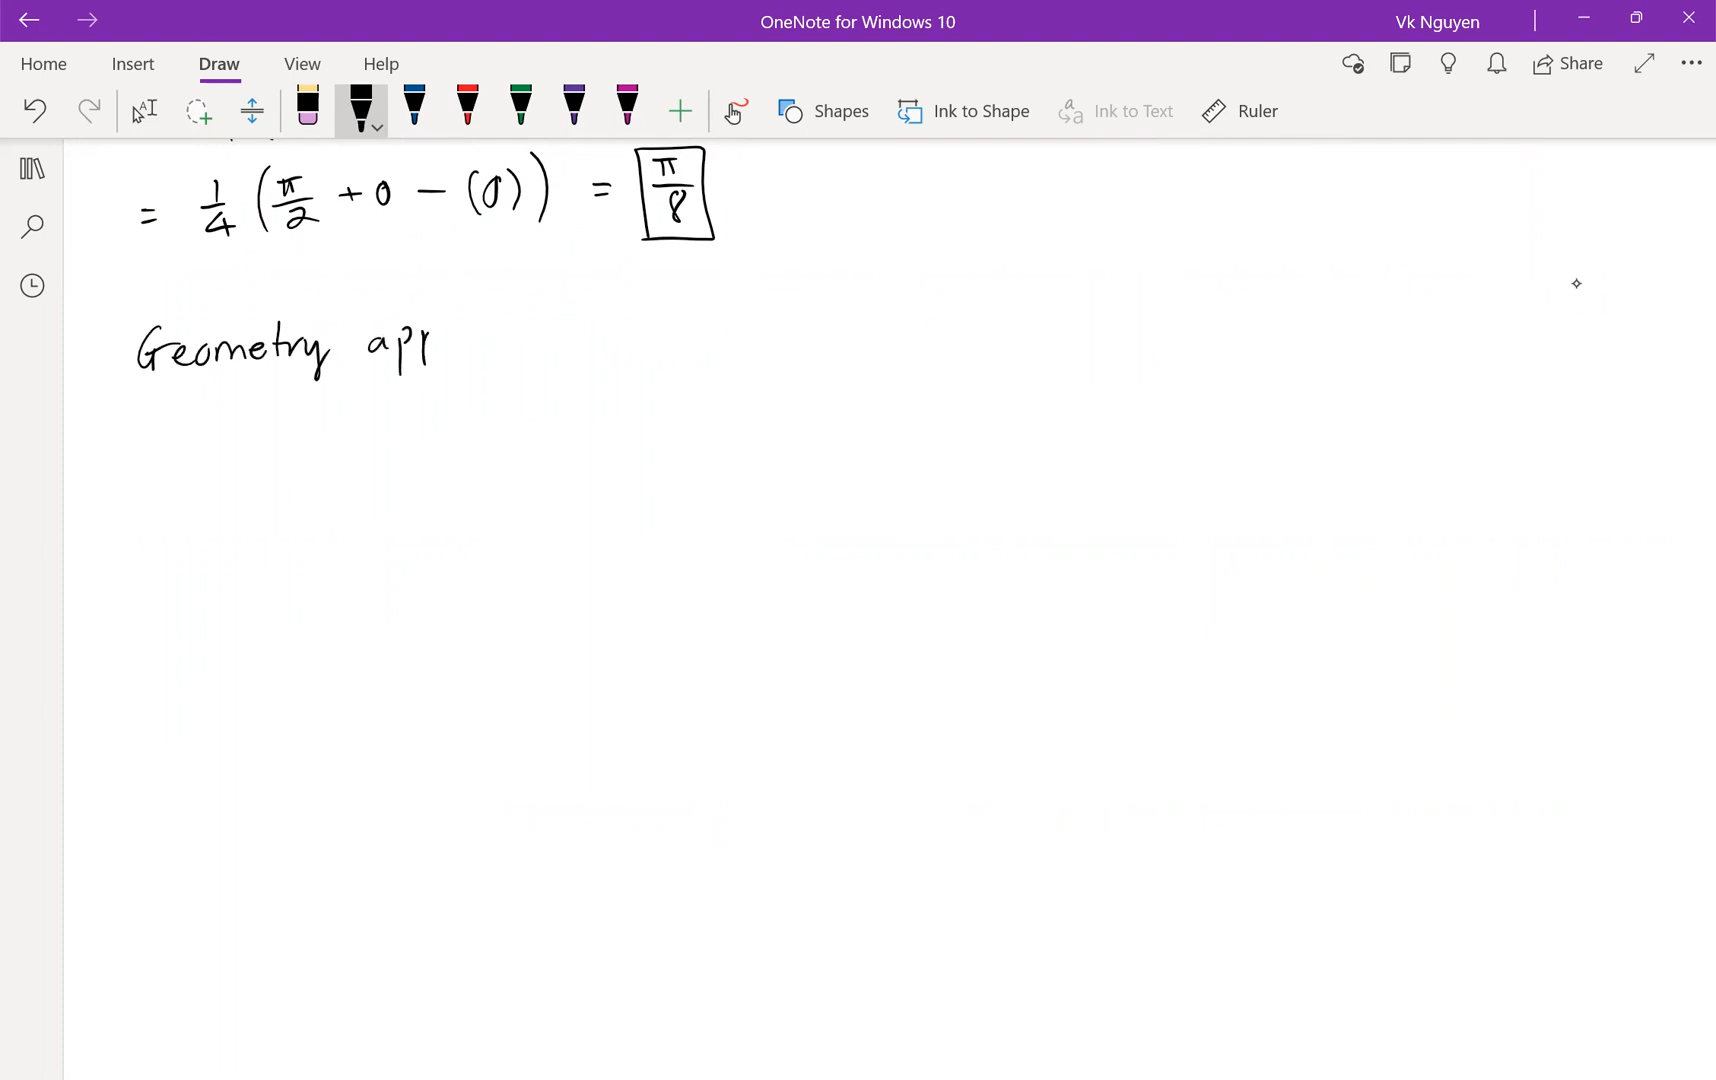 OneNote for Windows 10
Vk Nguyen
Home Insert Draw View Help
Share
Shapes
Ink to Shape
Ink to Text
Ruler
= 1/4 (π/2 + 0 − (0)) = π/8
Geometry app